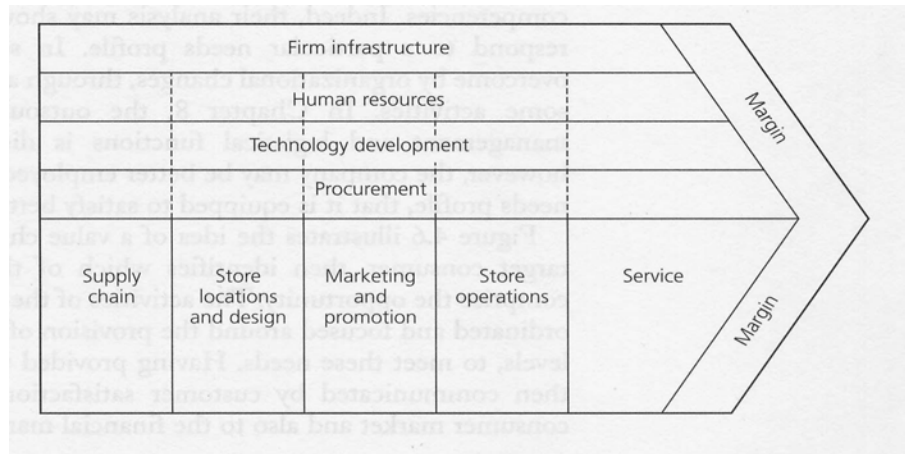 Firm infrastructure
Human resources
Technology development
Procurement
Margin
Supply
chain
Store
locations
and design
Marketing
and
promotion
Store
operations
Service
Margin